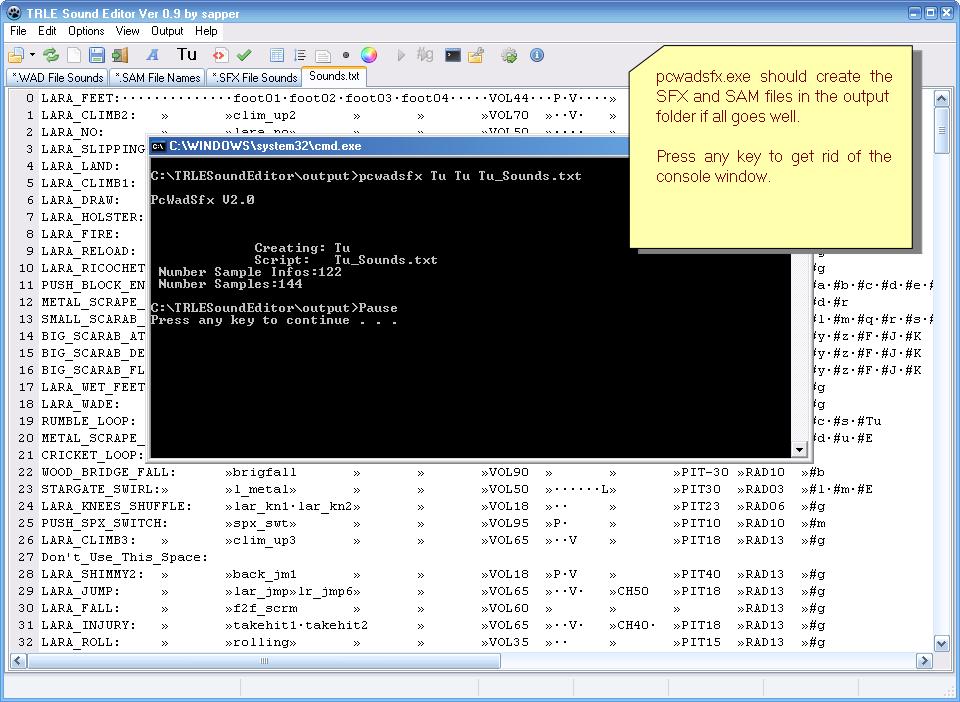 TRLE Sound Editor Ver 0.9 by sapper
File Edit Options View Output Help
A Tu
*.WAD File Sounds *.SAM File Names *.SFX File Sounds Sounds.txt
0 LARA_FEET:··············foot01·foot02·foot03·foot04·····VOL44···P·V····»
1 LARA_CLIMB2: » »clim_up2 » » »VOL70 »··V· »
2 LARA_NO: » »lara_no» » » »VOL50
3 LARA_SLIPPING
4 LARA_LAND:
5 LARA_CLIMB1:
6 LARA_DRAW:
7 LARA_HOLSTER:
8 LARA_FIRE:
9 LARA_RELOAD: g
10 LARA_RICOCHET #g
11 PUSH_BLOCK_EN #a·#b·#c·#d·#e·#
12 METAL_SCRAPE_ #d·#r
13 SMALL_SCARAB_ #l·#m·#q·#r·#s·#
14 BIG_SCARAB_AT #y·#z·#F·#J·#K
15 BIG_SCARAB_DE #y·#z·#F·#J·#K
16 BIG_SCARAB_FL #y·#z·#F·#J·#K
17 LARA_WET_FEET #g
18 LARA_WADE: #g
19 RUMBLE_LOOP: #c·#s·#Tu
20 METAL_SCRAPE_ #d·#u·#E
21 CRICKET_LOOP:
22 WOOD_BRIDGE_FALL: »brigfall » » »VOL90 » » »PIT-30 »RAD10 »#b
23 STARGATE_SWIRL:» »l_metal» » » »VOL50 »······L» »PIT30 »RAD03 »#l·#m·#E
24 LARA_KNEES_SHUFFLE: »lar_kn1·lar_kn2» » »VOL18 »·· » »PIT23 »RAD06 »#g
25 PUSH_SPX_SWITCH: »spx_swt» » » »VOL95 »P· » »PIT10 »RAD10 »#m
26 LARA_CLIMB3: » »clim_up3 » » »VOL65 »··V » »PIT18 »RAD13 »#g
27 Don't_Use_This_Space:
28 LARA_SHIMMY2: » »back_jm1 » » »VOL18 »P·V » »PIT40 »RAD13 »#g
29 LARA_JUMP: » »lar_jmp»lr_jmp6» » »VOL65 »··V· »CH50 »PIT18 »RAD13 »#g
30 LARA_FALL: » »f2f_scrm » » »VOL60 » » » »RAD13 »#g
31 LARA_INJURY: » »takehit1·takehit2 » »VOL65 »··V· »CH40· »PIT18 »RAD13 »#g
32 LARA_ROLL: » »rolling» » » »VOL35 »·· » »PIT15 »RAD13 »#g
C:\WINDOWS\system32\cmd.exe
C:\TRLESoundEditor\output>pcwadsfx Tu Tu Tu_Sounds.txt
PcWadSfx V2.0
Creating: Tu
Script: Tu_Sounds.txt
Number Sample Infos:122
Number Samples:144
C:\TRLESoundEditor\output>Pause
Press any key to continue . . .
pcwadsfx.exe should create the
SFX and SAM files in the output
folder if all goes well.
Press any key to get rid of the
console window.